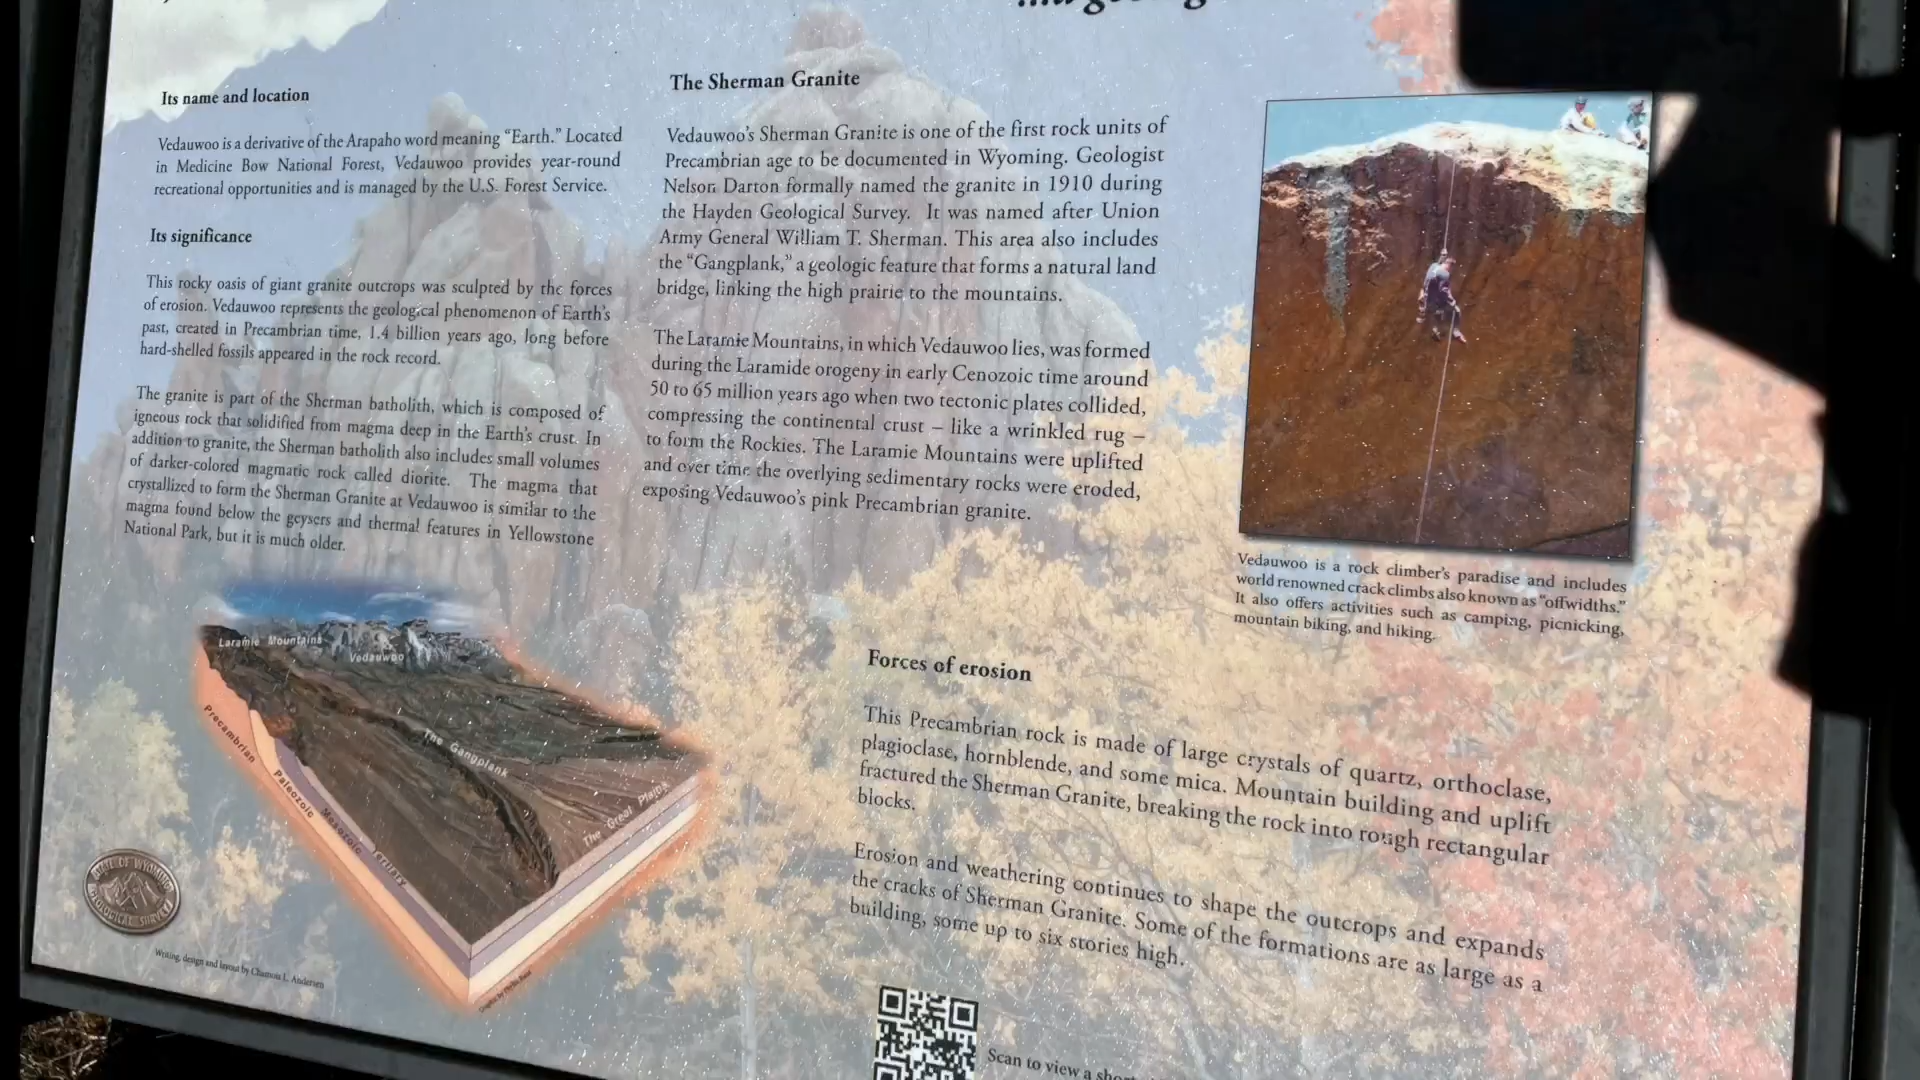 Its name and location
Vedauwoo is a derivarive of the Arapaho word meaning “Earth.” Located
in Medicine Bow National Forest, Vedauwoo provides year-round
recreational opportunities and is managed by the U.S. Forest Service.
Its significance
This rocky oasis of giant granite outcrops was sculpted by the forces
of erosion. Vedauwoo represents the geological phenomenon of Earth’s
past, created in Precambrian time, 1.4 billion years ago, long before
hard-shelled fossils appeared in the rock record.
The granite is part of the Sherman batholith, which is composed of
igneous rock that solidified from magma deep in the Earth’s crust. In
addition to granite, the Sherman batholith also includes small volumes
of darker-colored magmatic rock called diorite. The magma that
crystallized to form the Sherman Granite at Vedauwoo is similar to the
magma found below the geysers and thermal features in Yellowstone
National Park, but it is much older.
The Sherman Granite
Vedauwoo’s Sherman Granite is one of the first rock units of
Precambrian age to be documented in Wyoming. Geologist
Nelson Darton formally named the granite in 1910 during
the Hayden Geological Survey. It was named after Union
Army General William T. Sherman. This area also includes
the “Gangplank,” a geologic feature that forms a natural land
bridge, linking the high prairie to the mountains.
The Laramie Mountains, in which Vedauwoo lies, was formed
during the Laramide orogeny in early Cenozoic time around
50 to 65 million years ago when two tectonic plates collided,
compressing the continental crust – like a wrinkled rug –
to form the Rockies. The Laramie Mountains were uplifted
and over time the overlying sedimentary rocks were eroded,
exposing Vedauwoo’s pink Precambrian granite.
Vedauwoo is a rock climber’s paradise and includes
world renowned crack climbs also known as “offwidths.”
It also offers activities such as camping, picnicking,
mountain biking, and hiking.
Forces of erosion
This Precambrian rock is made of large crystals of quartz, orthoclase,
plagioclase, hornblende, and some mica. Mountain building and uplift
fractured the Sherman Granite, breaking the rock into rough rectangular
blocks.
Erosion and weathering continues to shape the outcrops and expands
the cracks of Sherman Granite. Some of the formations are as large as a
building, some up to six stories high.
Laramie Mountains
Vedauwoo
The Gangplank
The Great Plains
Precambrian
Paleozoic
Mesozoic
Tertiary
WYOMING
GEOLOGICAL SURVEY
Writing, design and layout by Chamois L. Andersen
Scan to view a